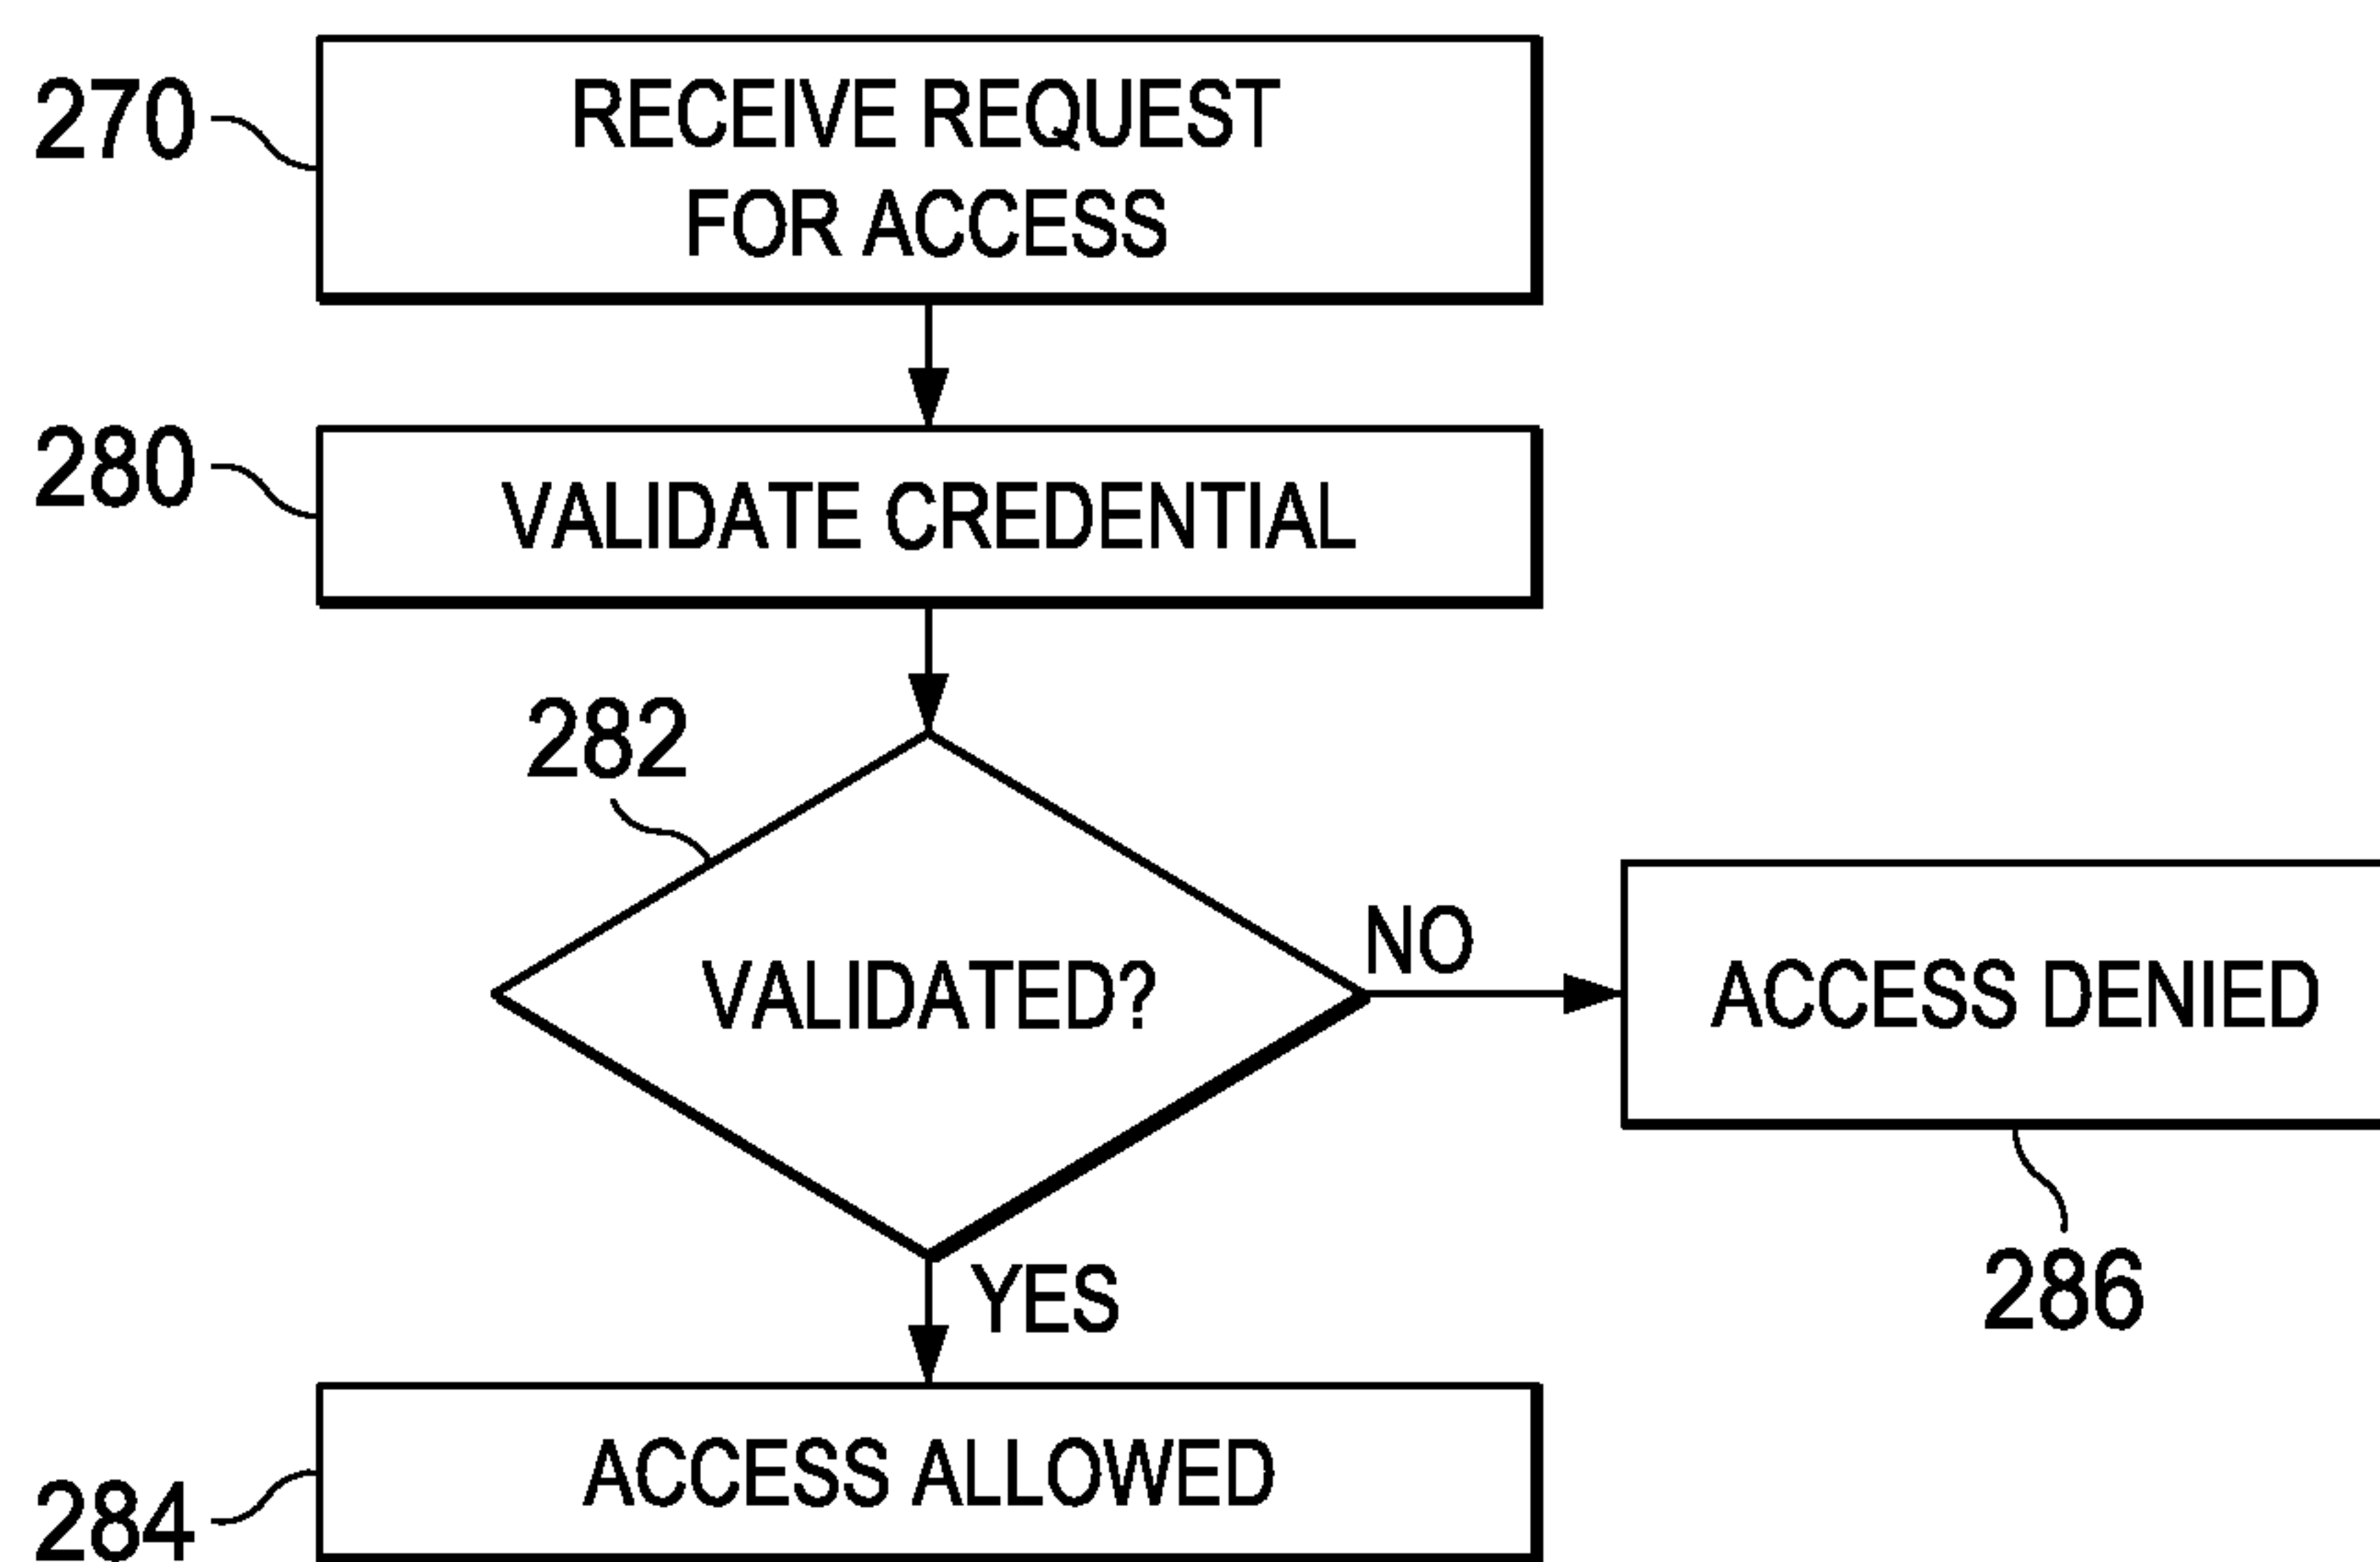 270
RECEIVE REQUEST
FOR ACCESS
280
VALIDATE CREDENTIAL
282
VALIDATED?
NO
ACCESS DENIED
286
YES
284
ACCESS ALLOWED